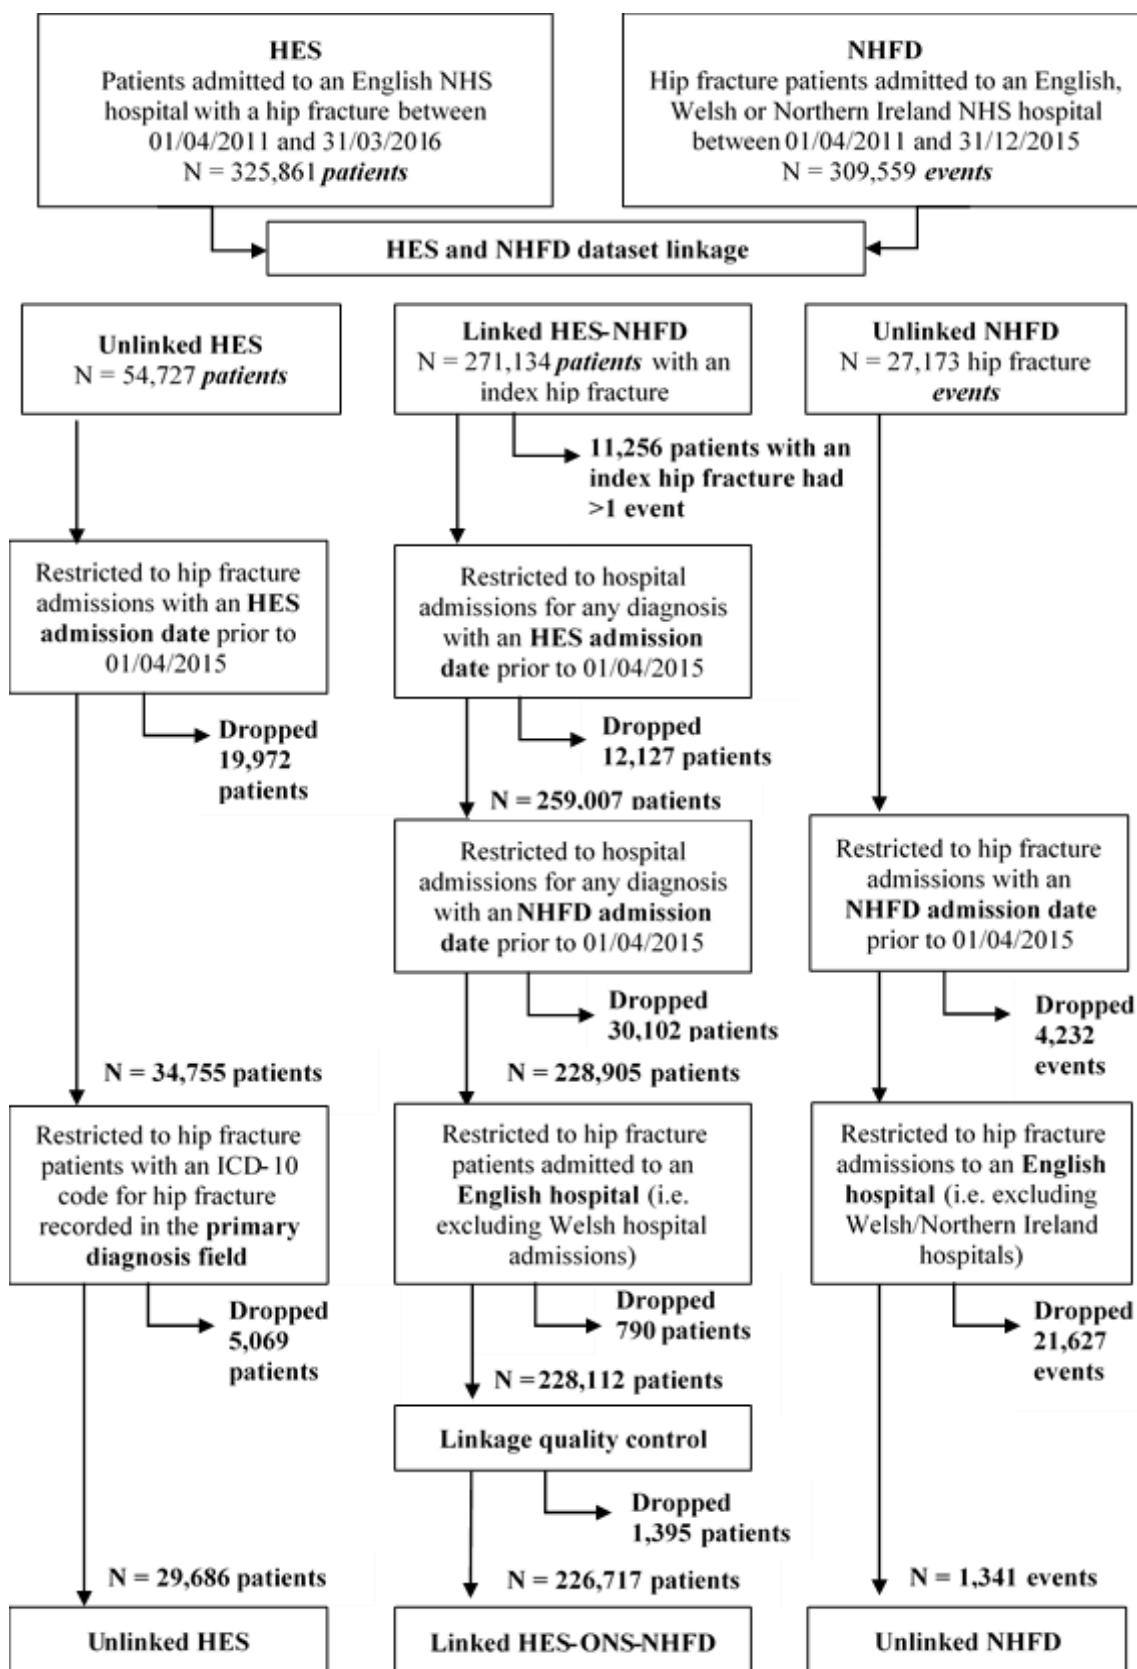 HES
Patients admitted to an English NHS
hospital with a hip fracture between
01/04/2011 and 31/03/2016
N = 325,861 patients
NHFD
Hip fracture patients admitted to an English,
Welsh or Northern Ireland NHS hospital
between 01/04/2011 and 31/12/2015
N = 309,559 events
HES and NHFD dataset linkage
Unlinked HES
N = 54,727 patients
Linked HES-NHFD
N = 271,134 patients with an
index hip fracture
Unlinked NHFD
N = 27,173 hip fracture
events
11,256 patients with an
index hip fracture had
>1 event
Restricted to hip fracture
admissions with an HES
admission date prior to
01/04/2015
Restricted to hospital
admissions for any diagnosis
with an HES admission
date prior to 01/04/2015
Dropped
19,972
patients
Dropped
12,127 patients
N = 259,007 patients
Restricted to hospital
admissions for any diagnosis
with an NHFD admission
date prior to 01/04/2015
Restricted to hip fracture
admissions with an
NHFD admission date
prior to 01/04/2015
Dropped
30,102 patients
Dropped
4,232
events
N = 34,755 patients
N = 228,905 patients
Restricted to hip fracture
patients with an ICD-10
code for hip fracture
recorded in the primary
diagnosis field
Restricted to hip fracture
patients admitted to an
English hospital (i.e.
excluding Welsh hospital
admissions)
Restricted to hip fracture
admissions to an English
hospital (i.e. excluding
Welsh/Northern Ireland
hospitals)
Dropped
5,069
patients
Dropped
790 patients
Dropped
21,627
events
N = 228,112 patients
Linkage quality control
Dropped
1,395 patients
N = 29,686 patients
N = 226,717 patients
N = 1,341 events
Unlinked HES
Linked HES-ONS-NHFD
Unlinked NHFD